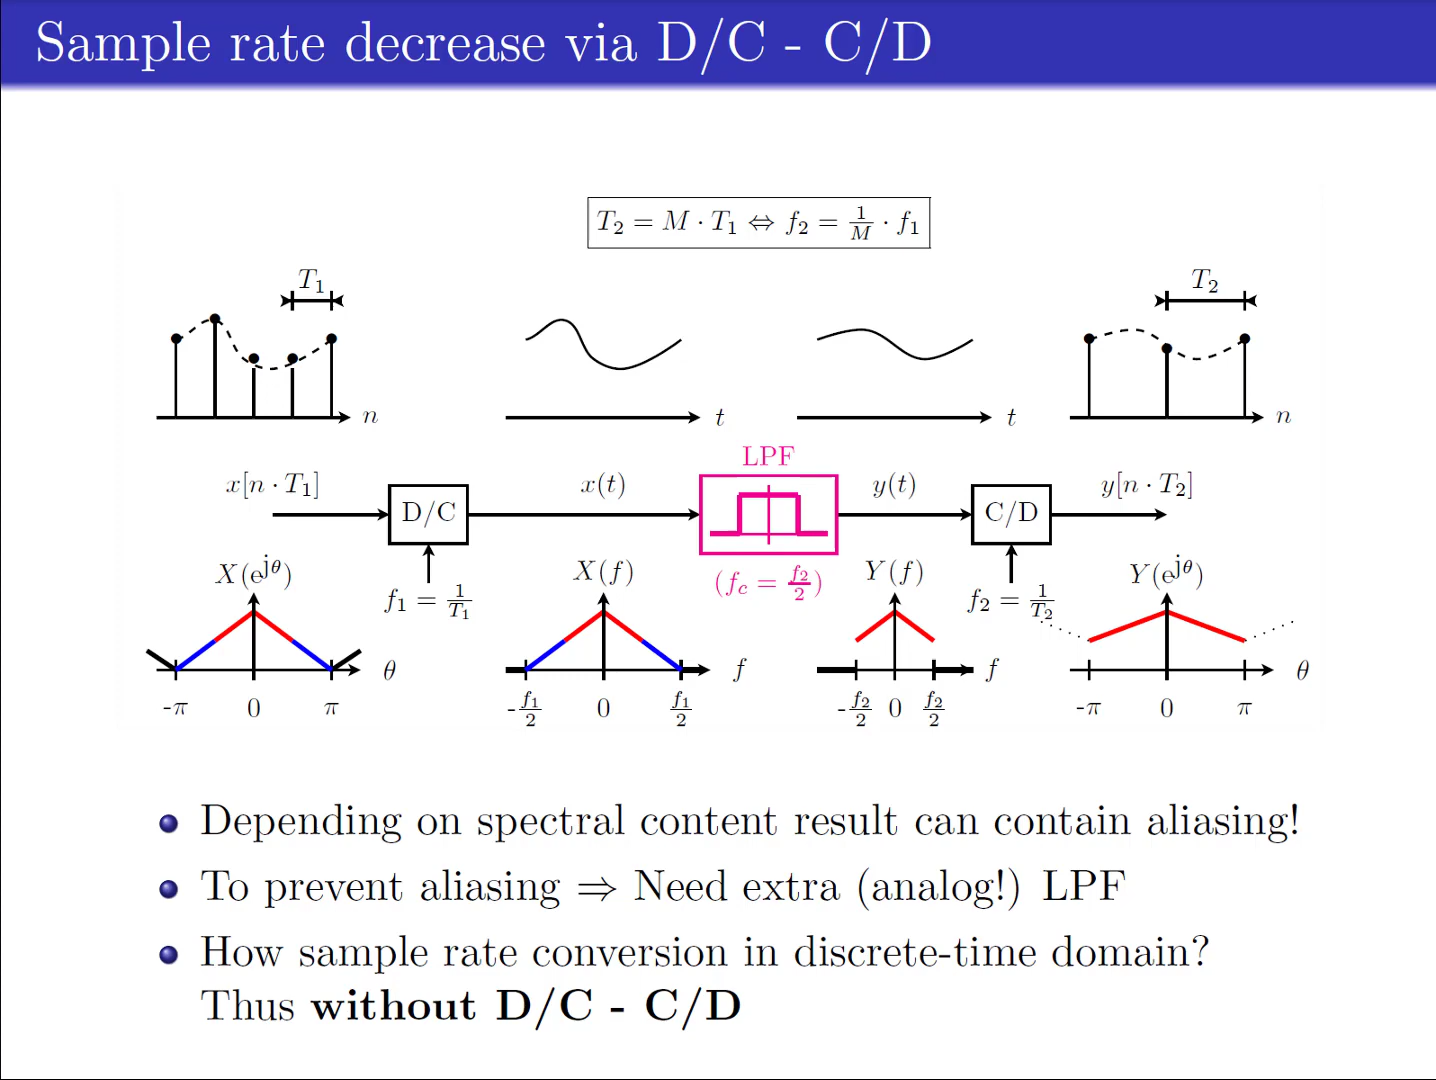 Sample rate decrease via D/C - C/D
T₂ = M · T₁ ⇔ f₂ = 1/M · f₁
T₁
T₂
n
t
t
n
LPF
x[n · T₁]
x(t)
y(t)
y[n · T₂]
D/C
C/D
X(e^jθ)
X(f)
(f_c = f₂/2)
Y(f)
Y(e^jθ)
f₁ = 1/T₁
f₂ = 1/T₂
θ
f
f
θ
-π 0 π
-f₁/2 0 f₁/2
-f₂/2 0 f₂/2
-π 0 π
Depending on spectral content result can contain aliasing!
To prevent aliasing ⇒ Need extra (analog!) LPF
How sample rate conversion in discrete-time domain?
Thus without D/C - C/D